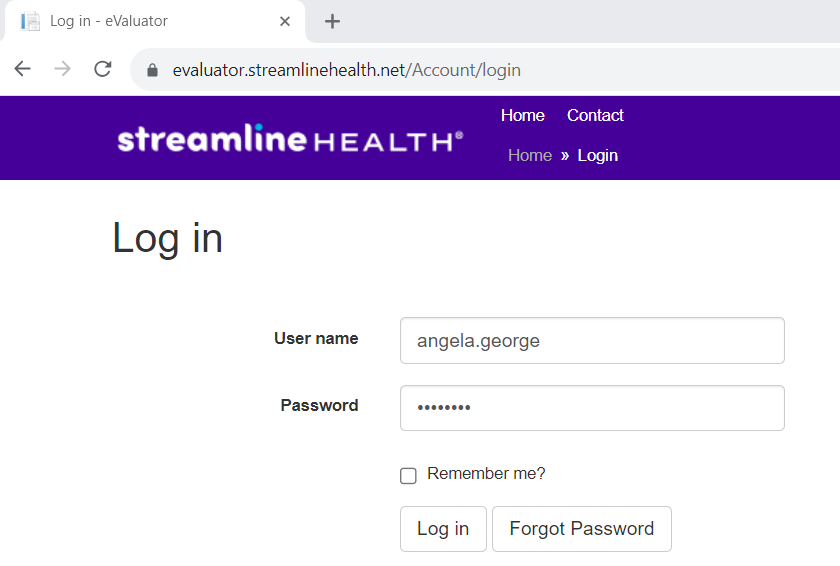 Log in - eValuator
evaluator.streamlinehealth.net/Account/login
streamline HEALTH®
Home Contact
Home » Login
Log in
User name angela.george
Password ••••••••
Remember me?
Log in Forgot Password